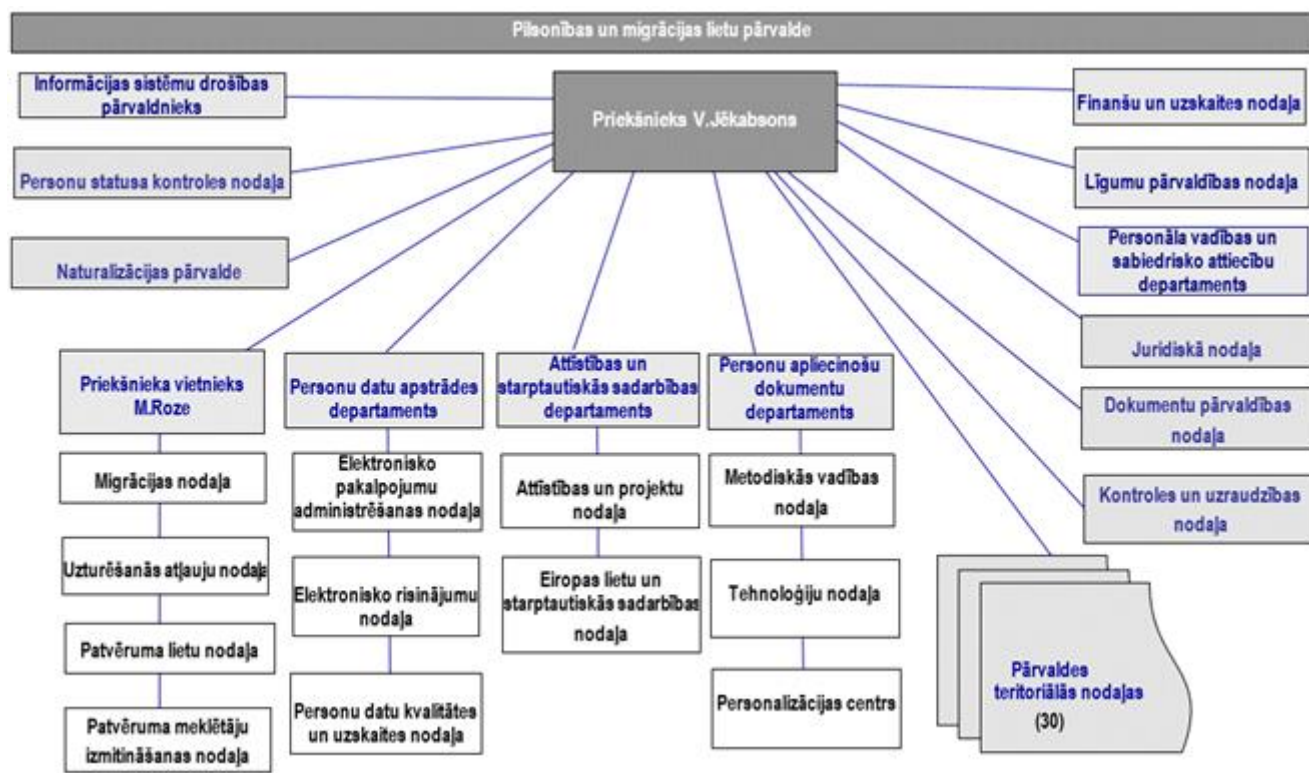 Pilsonības un migrācijas lietu pārvalde
Informācijas sistēmu drošības
pārvaldnieks
Priekšnieks V.Jēkabsons
Finanšu un uzskaites nodaļa
Personu statusa kontroles nodaļa
Līgumu pārvaldības nodaļa
Naturalizācijas pārvalde
Personāla vadības un
sabiedrisko attiecību
departaments
Juridiskā nodaļa
Dokumentu pārvaldības
nodaļa
Kontroles un uzraudzības
nodaļa
Priekšnieka vietnieks
M.Roze
Migrācijas nodaļa
Uzturēšanās atļauju nodaļa
Patvēruma lietu nodaļa
Patvēruma meklētāju
izmitināšanas nodaļa
Personu datu apstrādes
departaments
Elektronisko
pakalpojumu
administrēšanas nodaļa
Elektronisko risinājumu
nodaļa
Personu datu kvalitātes
un uzskaites nodaļa
Attīstības un
starptautiskās sadarbības
departaments
Attīstības un projektu
nodaļa
Eiropas lietu un
starptautiskās sadarbības
nodaļa
Personu apliecinošu
dokumentu
departaments
Metodiskās vadības
nodaļa
Tehnoloģiju nodaļa
Personalizācijas centrs
Pārvaldes
teritoriālās nodaļas
(30)